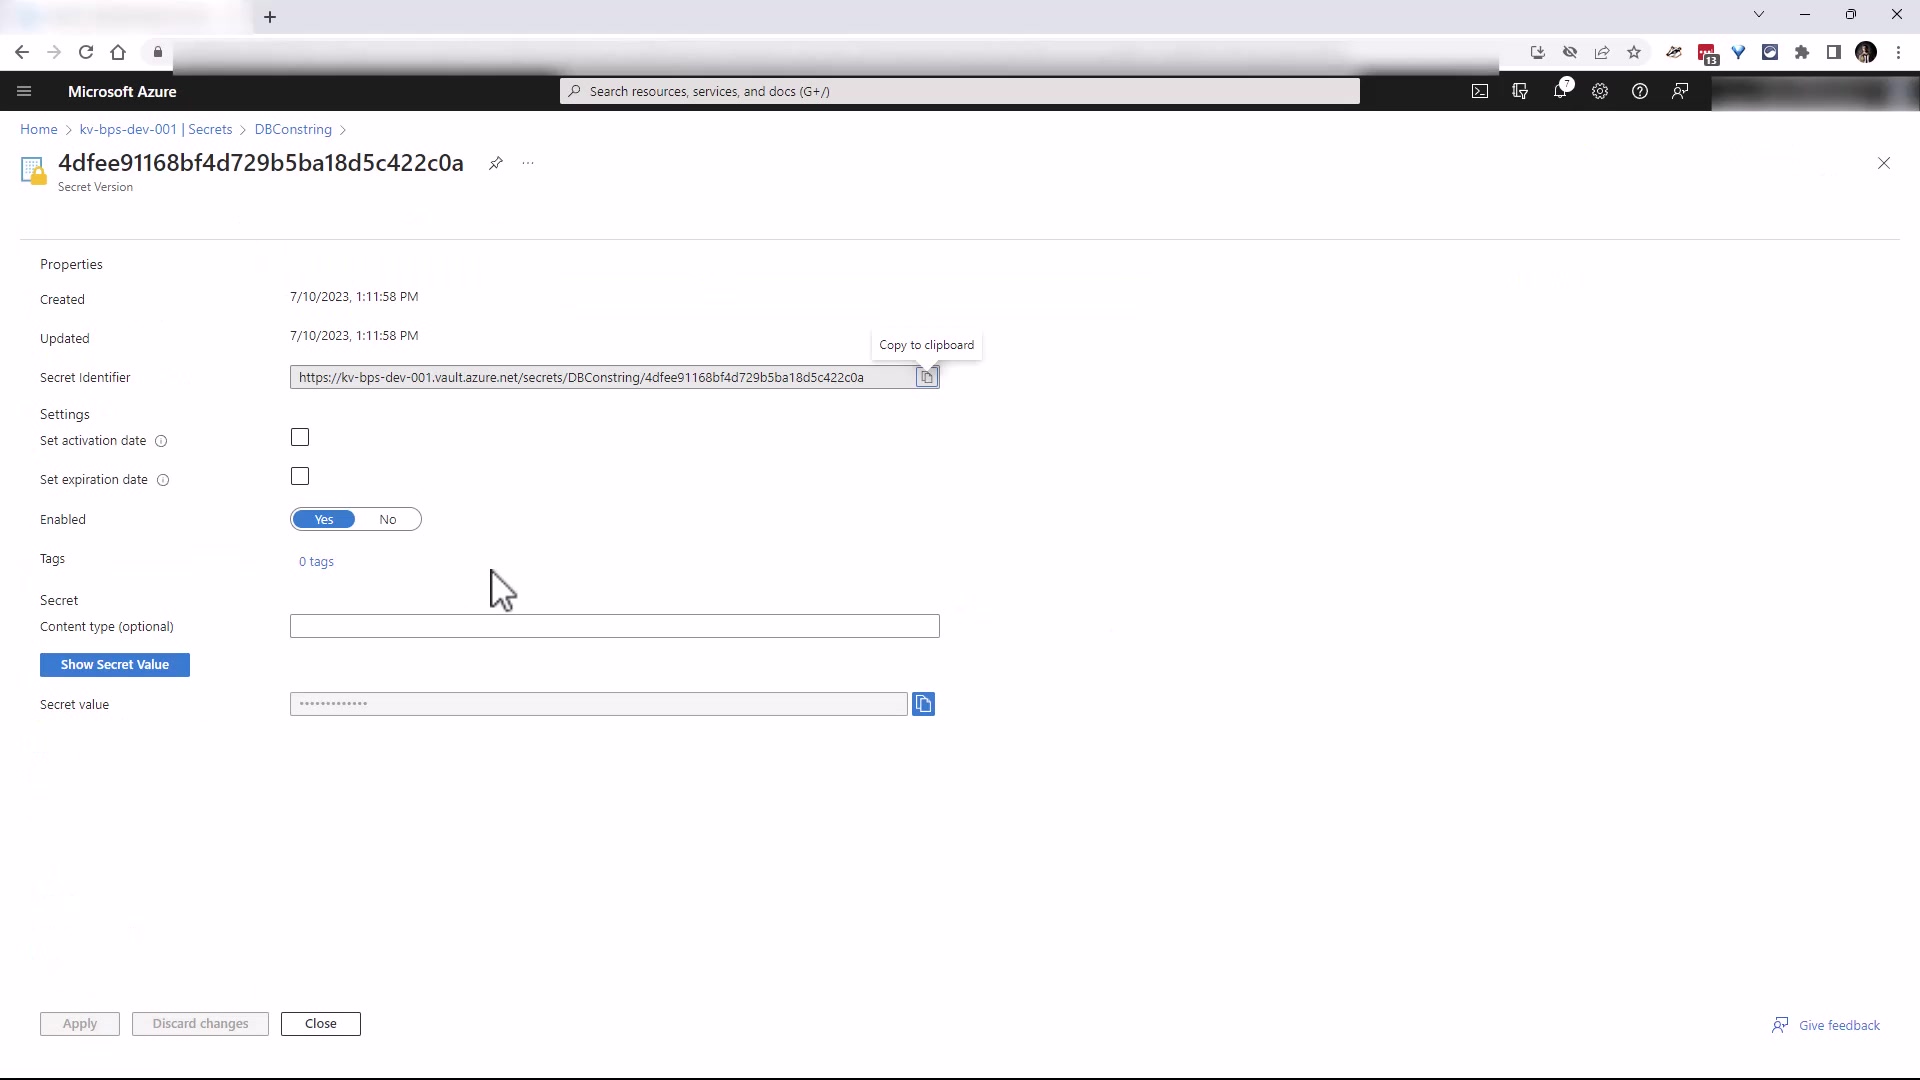 13
Microsoft Azure
Search resources, services, and docs (G+/)
7
Home > kv-bps-dev-001 | Secrets > DBConstring >
4dfee91168bf4d729b5ba18d5c422c0a
...
Secret Version
Properties
Created
7/10/2023, 1:11:58 PM
Updated
7/10/2023, 1:11:58 PM
Copy to clipboard
Secret Identifier
https://kv-bps-dev-001.vault.azure.net/secrets/DBConstring/4dfee91168bf4d729b5ba18d5c422c0a
Settings
Set activation date
Set expiration date
Enabled
Yes No
Tags
0 tags
Secret
Content type (optional)
Show Secret Value
Secret value
•••••••••••••
Apply
Discard changes
Close
Give feedback